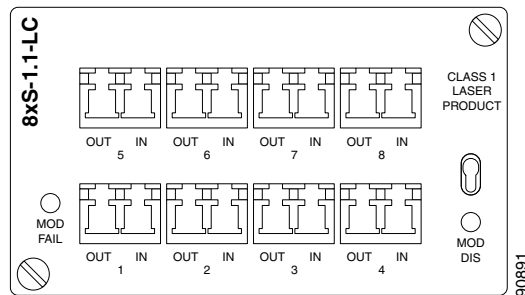 8xS-1.1-LC
CLASS 1
LASER
PRODUCT
OUT IN OUT IN OUT IN OUT IN
5 6 7 8
MOD
FAIL
OUT IN OUT IN OUT IN OUT IN
1 2 3 4
MOD
DIS
90891